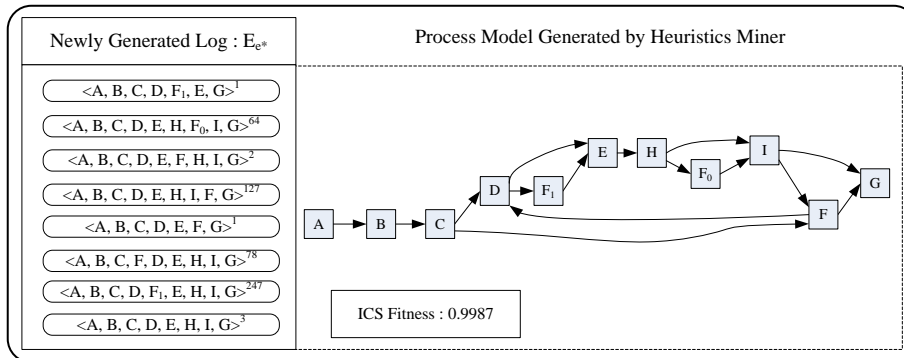 Newly Generated Log : Ee*
<A, B, C, D, F1, E, G>1
<A, B, C, D, E, H, F0, I, G>64
<A, B, C, D, E, F, H, I, G>2
<A, B, C, D, E, H, I, F, G>127
<A, B, C, D, E, F, G>1
<A, B, C, F, D, E, H, I, G>78
<A, B, C, D, F1, E, H, I, G>247
<A, B, C, D, E, H, I, G>3
Process Model Generated by Heuristics Miner
A
B
C
D
F1
E
H
F0
I
F
G
ICS Fitness : 0.9987